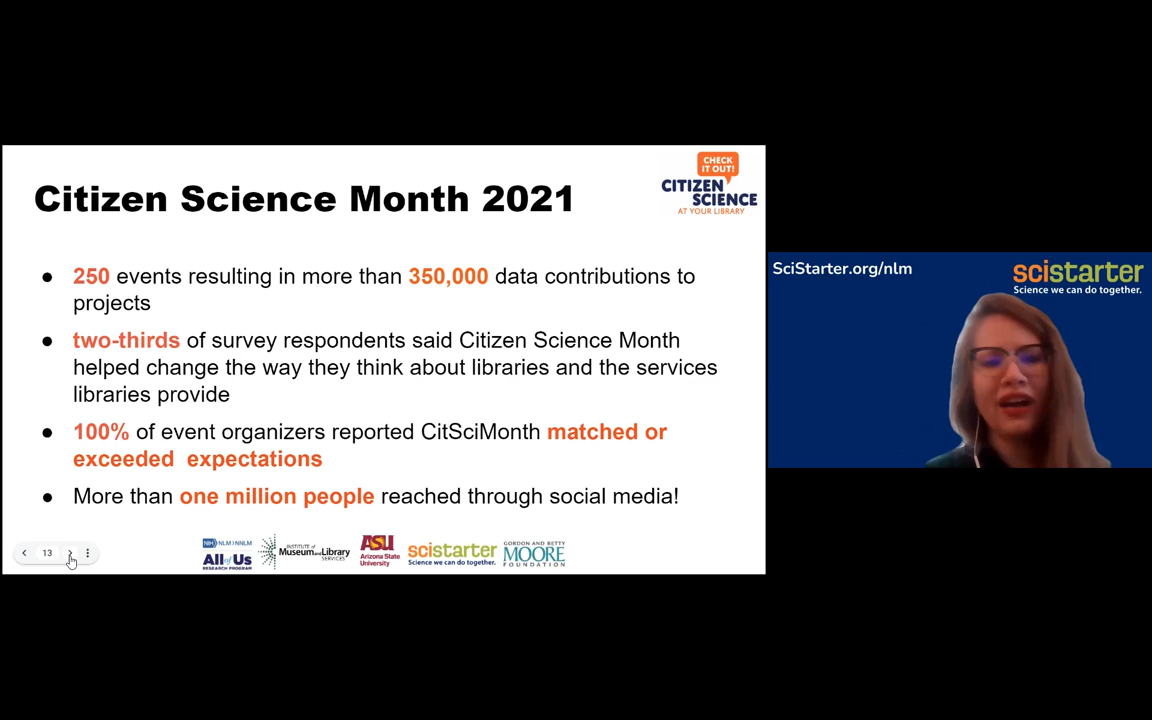 Citizen Science Month 2021
CHECK
IT OUT!
CITIZEN
SCIENCE
AT YOUR LIBRARY
● 250 events resulting in more than 350,000 data contributions to
projects
● two-thirds of survey respondents said Citizen Science Month
helped change the way they think about libraries and the services
libraries provide
● 100% of event organizers reported CitSciMonth matched or
exceeded expectations
● More than one million people reached through social media!
13
NIH NLM NNLM
All of Us
RESEARCH PROGRAM
INSTITUTE of
Museum and Library
SERVICES
ASU
Arizona State
University
scistarter
Science we can do together.
GORDON AND BETTY
MOORE
FOUNDATION
SciStarter.org/nlm
scistarter
Science we can do together.